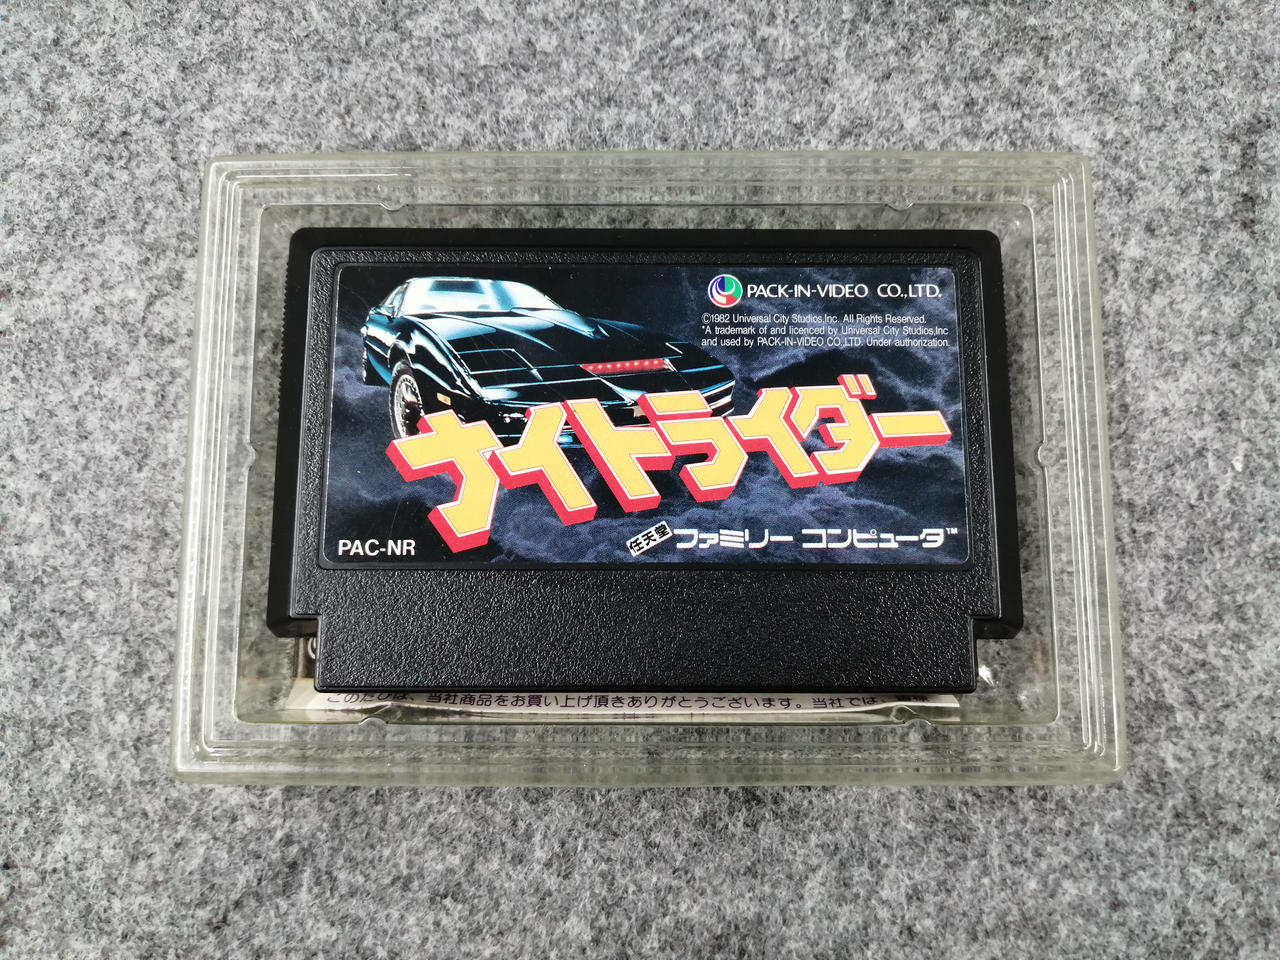 PACK-IN-VIDEO CO.,LTD.
©1982 Universal City Studios,Inc. All Rights Reserved.
*A trademark of and licenced by Universal City Studios,Inc
and used by PACK-IN-VIDEO CO.,LTD. Under authorization.
ナイトライダー
PAC-NR
任天堂 ファミリー コンピュータ™
このたびは、当社商品をお買い上げ頂きありがとうございます。当社では、